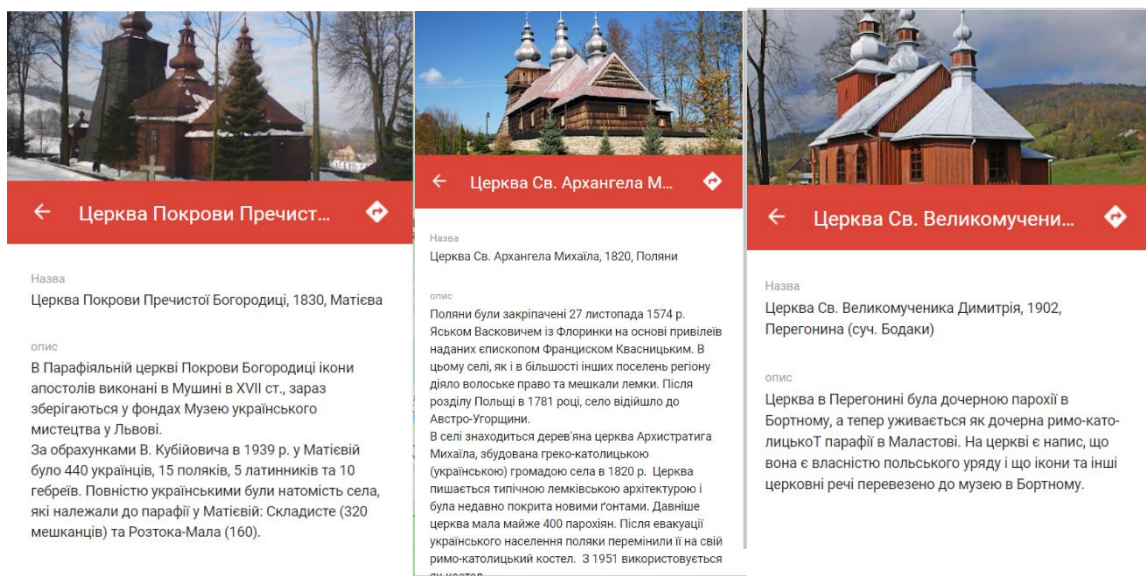 Церква Покрови Пречист...
Назва
Церква Покрови Пречистої Богородиці, 1830, Матієва
опис
В Парафіяльній церкві Покрови Богородиці ікони
апостолів виконані в Мушині в XVII ст., зараз
зберігаються у фондах Музею українського
мистецтва у Львові.
За обрахунками В. Кубійовича в 1939 р. у Матієвій
було 440 українців, 15 поляків, 5 латинників та 10
гебреїв. Повністю українськими були натомість села,
які належали до парафії у Матієвій: Складисте (320
мешканців) та Розтока-Мала (160).
Церква Св. Архангела М...
Назва
Церква Св. Архангела Михаїла, 1820, Поляни
опис
Поляни були закріпачені 27 листопада 1574 р.
Яськом Васковичем із Флоринки на основі привілеїв
наданих єпископом Франциском Квасницьким. В
цьому селі, як і в більшості інших поселень регіону
діяло волоське право та мешкали лемки. Після
розділу Польщі в 1781 році, село відійшло до
Австро-Угорщини.
В селі знаходиться дерев'яна церква Архистратига
Михаїла, збудована греко-католицькою
(українською) громадою села в 1820 р. Церква
пишається типічною лемківською архітектурою і
була недавно покрита новими ґонтами. Давніше
церква мала майже 400 парохіян. Після евакуації
українського населення поляки перемінили її на свій
римо-католицький костел. З 1951 використовується
як костел
Церква Св. Великомучени...
Назва
Церква Св. Великомученика Димитрія, 1902,
Перегонина (суч. Бодаки)
опис
Церква в Перегонині була дочерною парохії в
Бортному, а тепер уживається як дочерна римо-като-
лицькоТ парафії в Маластові. На церкві є напис, що
вона є власністю польського уряду і що ікони та інші
церковні речі перевезено до музею в Бортному.